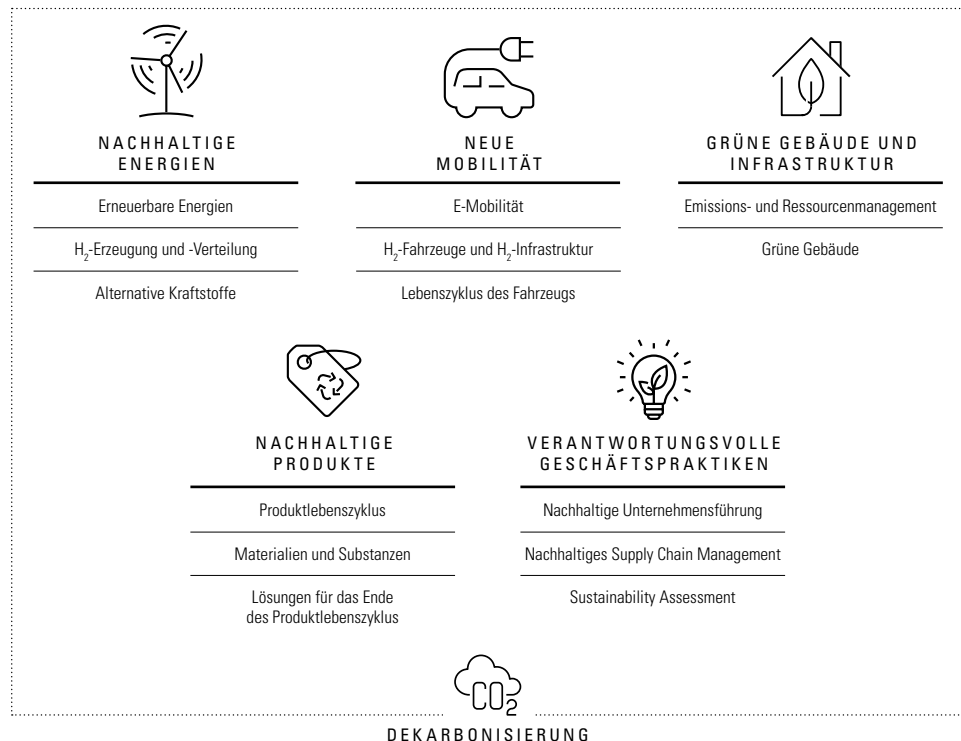 NACHHALTIGE
ENERGIEN
Erneuerbare Energien
H₂-Erzeugung und -Verteilung
Alternative Kraftstoffe
NEUE
MOBILITÄT
E-Mobilität
H₂-Fahrzeuge und H₂-Infrastruktur
Lebenszyklus des Fahrzeugs
GRÜNE GEBÄUDE UND
INFRASTRUKTUR
Emissions- und Ressourcenmanagement
Grüne Gebäude
NACHHALTIGE
PRODUKTE
Produktlebenszyklus
Materialien und Substanzen
Lösungen für das Ende
des Produktlebenszyklus
VERANTWORTUNGSVOLLE
GESCHÄFTSPRAKTIKEN
Nachhaltige Unternehmensführung
Nachhaltiges Supply Chain Management
Sustainability Assessment
CO₂
DEKARBONISIERUNG